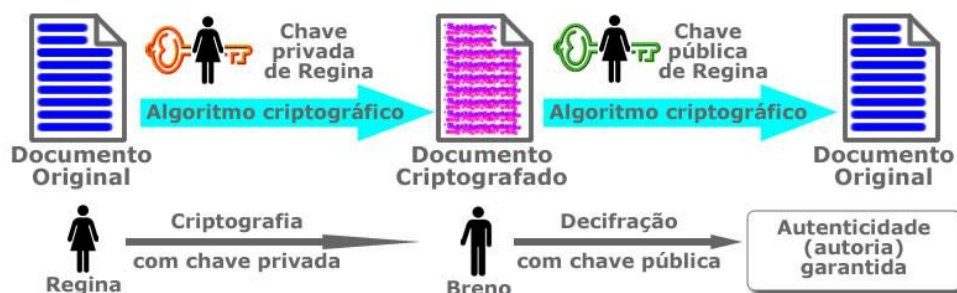 Chave
privada
de Regina
Chave
pública
de Regina
Algoritmo criptográfico
Algoritmo criptográfico
Documento
Original
Documento
Criptografado
Documento
Original
Criptografia
com chave privada
Decifração
com chave pública
Autenticidade
(autoria)
garantida
Regina
Breno